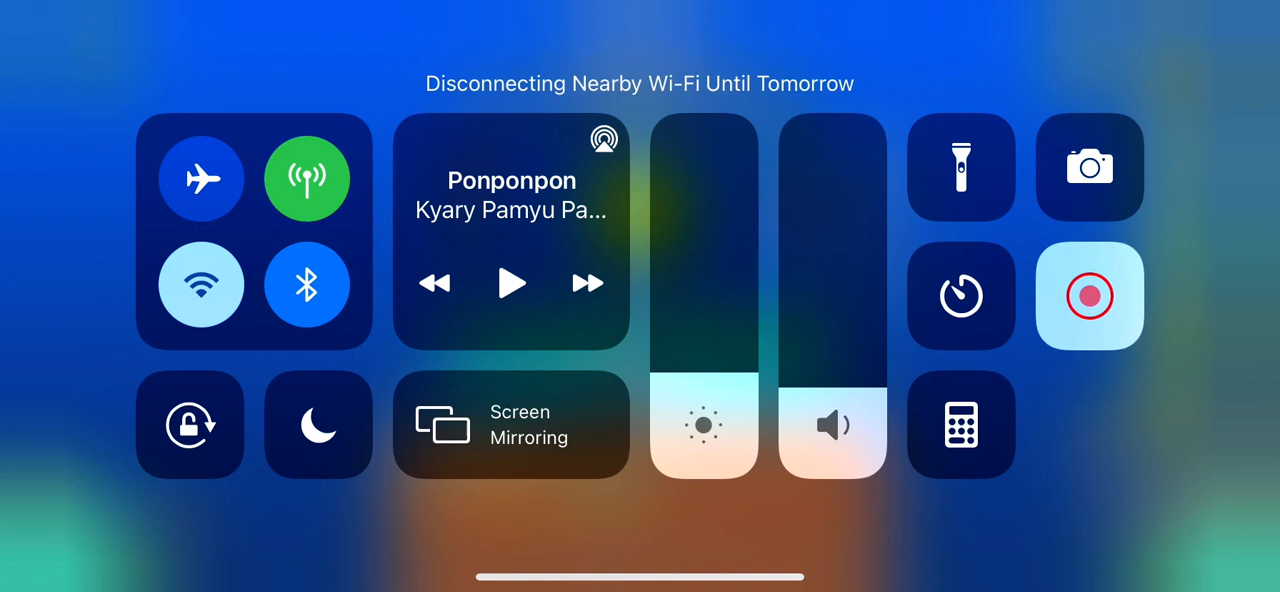 Disconnecting Nearby Wi-Fi Until Tomorrow
Ponponpon
Kyary Pamyu Pa...
Screen
Mirroring